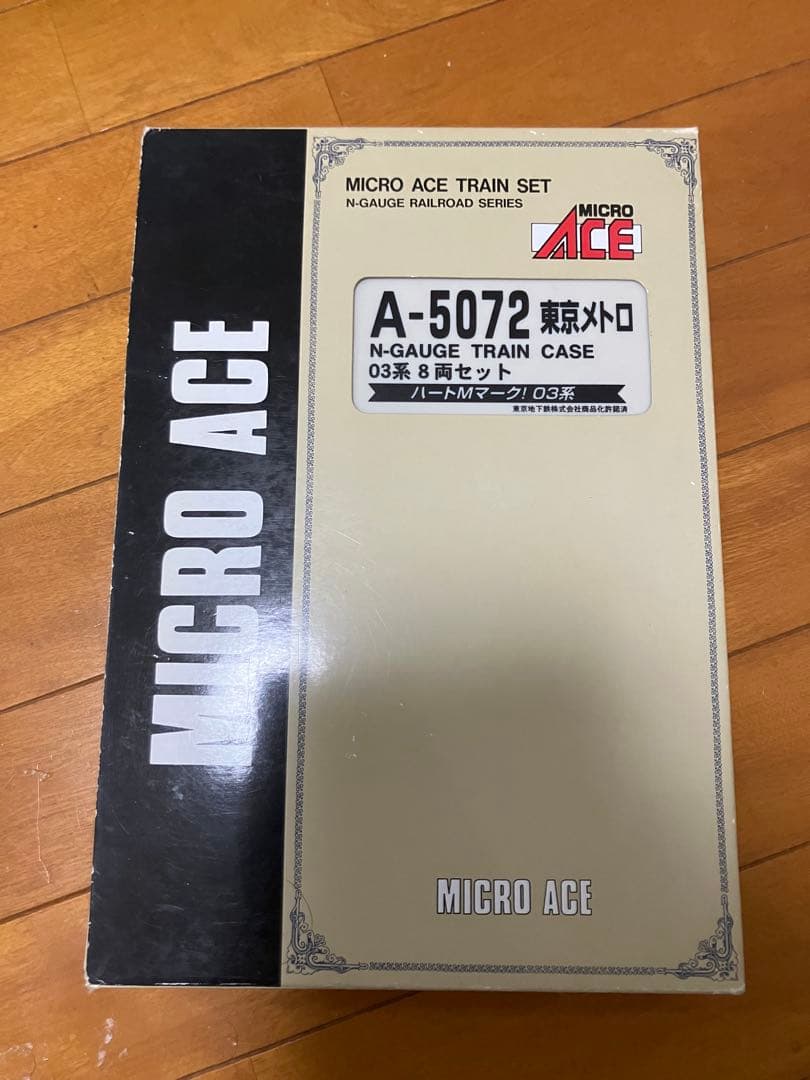 MICRO ACE
MICRO ACE TRAIN SET
N-GAUGE RAILROAD SERIES
MICRO
ACE
A-5072 東京メトロ
N-GAUGE TRAIN CASE
03系 8両セット
ハートMマーク! 03系
東京地下鉄株式会社商品化許諾済
MICRO ACE